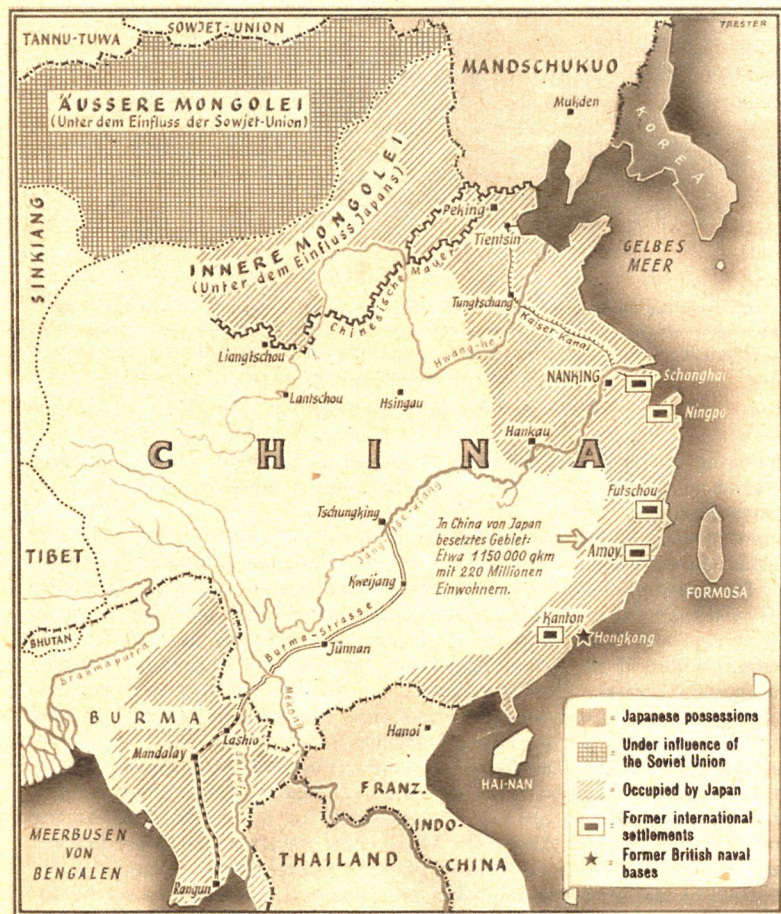 TANNU-TUWA
SOWJET-UNION
TRESTER
MANDSCHUKUO
Mukden
KOREA
ÄUSSERE MONGOLEI
(Unter dem Einfluss der Sowjet-Union)
INNERE MONGOLEI
(Unter dem Einfluss Japans)
SINKIANG
Peking
Tientsin
GELBES
MEER
Chinesische Mauer
Tungtschang
Kaiser-Kanal
Hwang-ho
Liangtschou
Lantschou
Hsingau
NANKING
Schanghai
Ningpo
Hankau
CHINA
Tschungking
Futschou
In China von Japan
besetztes Gebiet:
Etwa 1150 000 qkm
mit 220 Millionen
Einwohnern.
Amoy
FORMOSA
TIBET
Kweijang
Burma-Strasse
Jünnan
Kanton
Hongkang
BHUTAN
Brahmaputra
Mekong
BURMA
Lashio
Mandalay
Hanoi
HAI-NAN
FRANZ.
INDO-
CHINA
THAILAND
Rangun
MEERBUSEN
VON
BENGALEN
= Japanese possessions
= Under influence of
the Soviet Union
= Occupied by Japan
= Former international
settlements
= Former British naval
bases